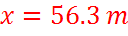 x = 56.3 m